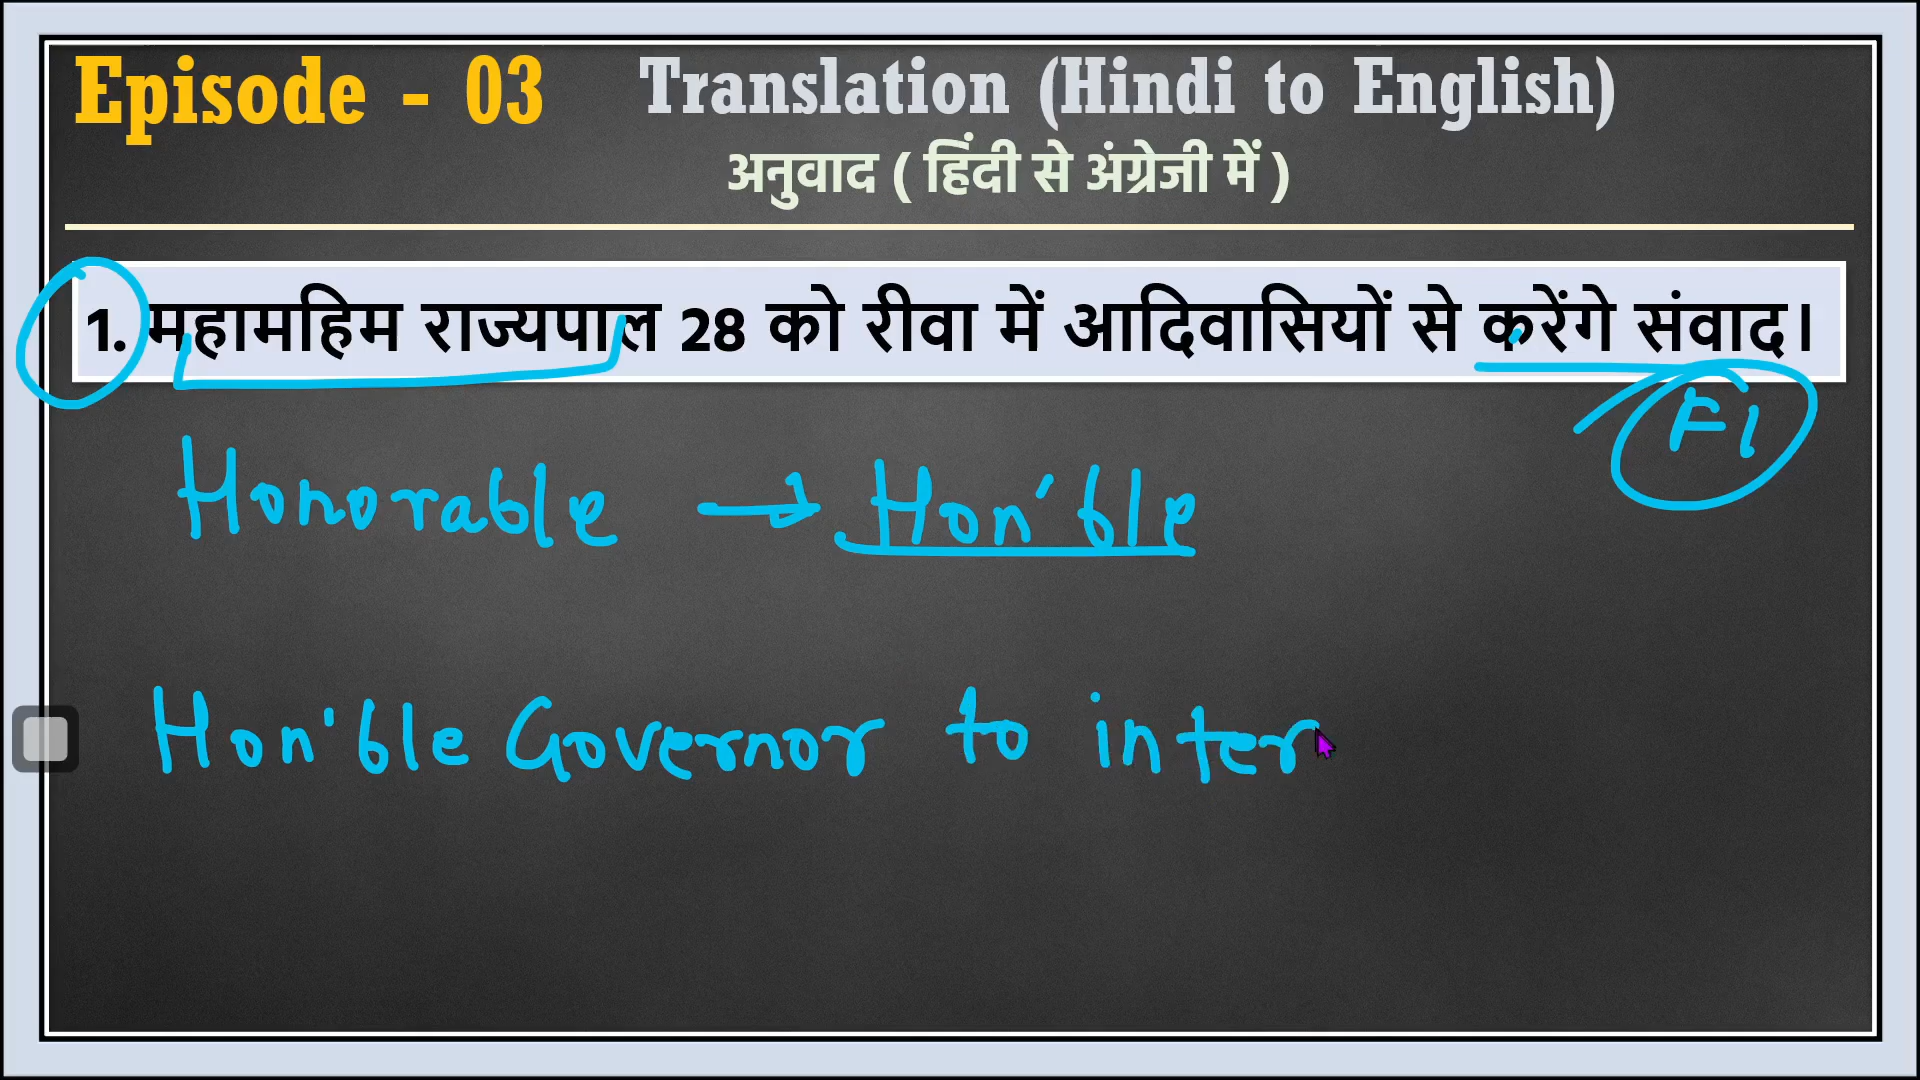 Episode - 03 Translation (Hindi to English)
अनुवाद ( हिंदी से अंग्रेजी में )
1. महामहिम राज्यपाल 28 को रीवा में आदिवासियों से करेंगे संवाद।
F1
Honorable → Hon'ble
Hon'ble Governor to inter